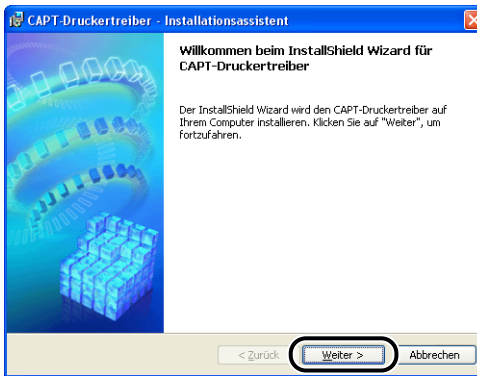 CAPT-Druckertreiber - Installationsassistent
Willkommen beim InstallShield Wizard für
CAPT-Druckertreiber
Der InstallShield Wizard wird den CAPT-Druckertreiber auf
Ihrem Computer installieren. Klicken Sie auf "Weiter", um
fortzufahren.
< Zurück
Weiter >
Abbrechen